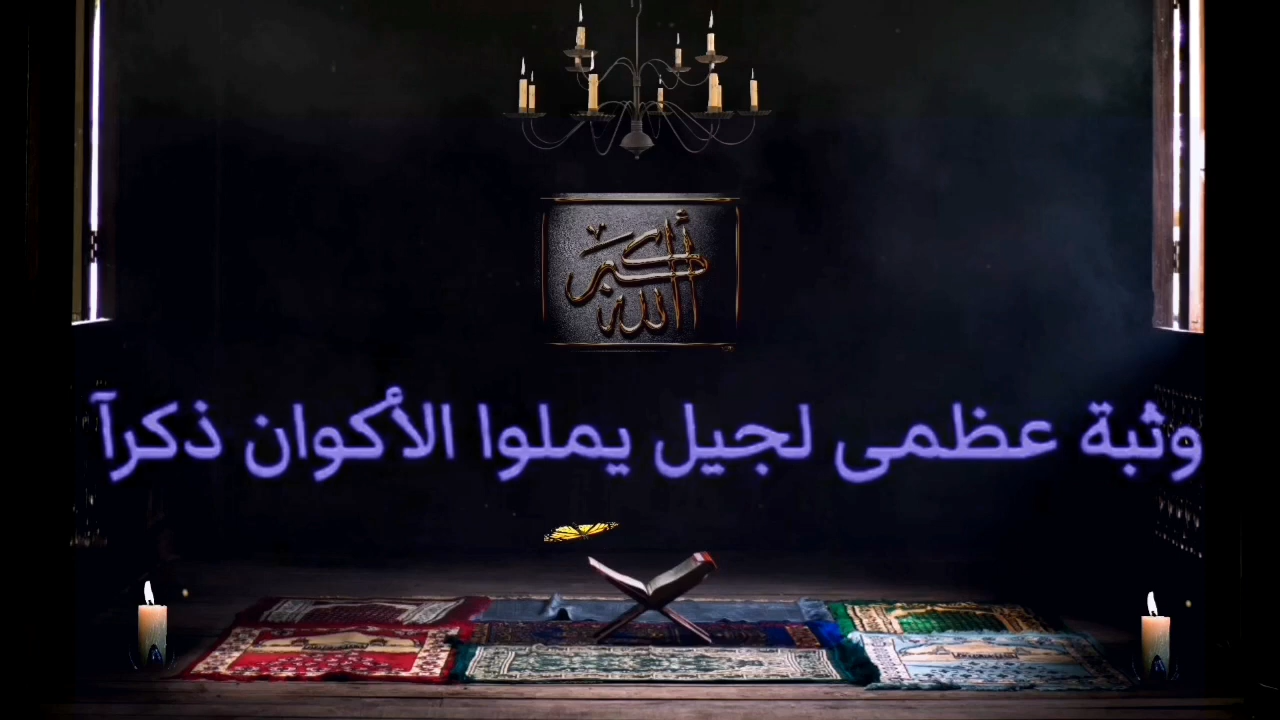 الله أكبر
وثبة عظمى لجيل يملوا الأكوان ذكرآ